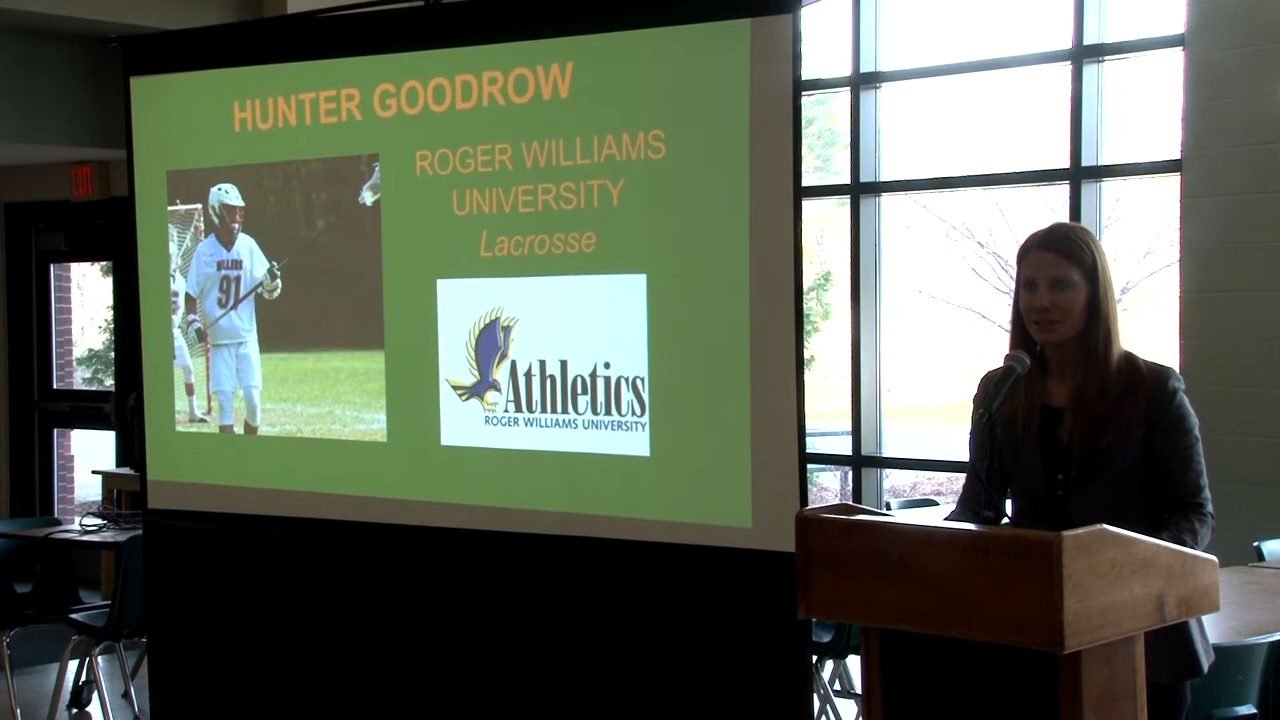 HUNTER GOODROW
ROGER WILLIAMS
UNIVERSITY
Lacrosse
91
Athletics
ROGER WILLIAMS UNIVERSITY
EXIT